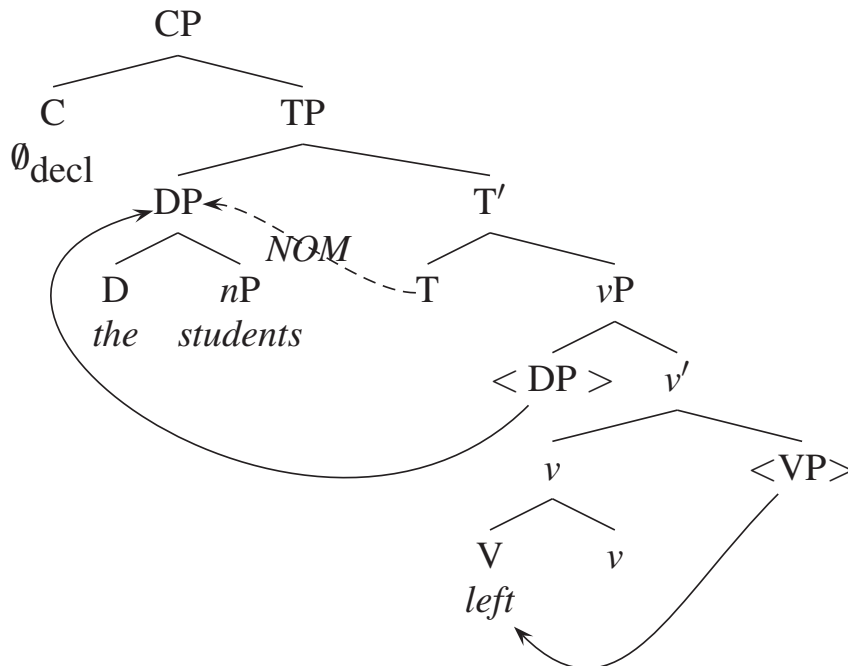 CP
C TP
∅decl
DP T′
NOM
D nP T vP
the students
< DP > v′
v <VP>
V v
left